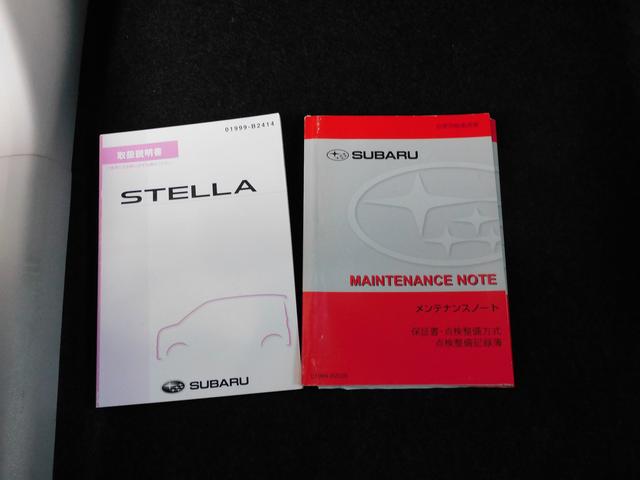 01999-B2414
取扱説明書
STELLA
SUBARU
SUBARU
MAINTENANCE NOTE
メンテナンスノート
保証書・点検整備方式
点検整備記録簿